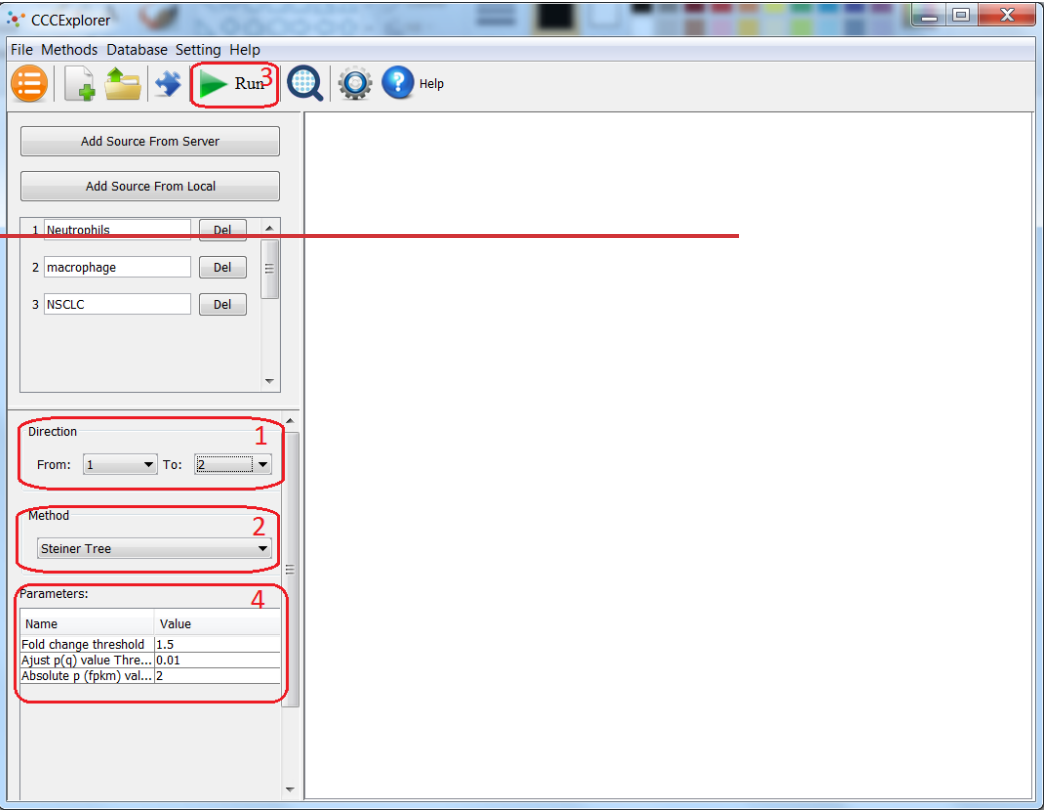 CCCExplorer
File Methods Database Setting Help
Run 3 Help
Add Source From Server
Add Source From Local
1 Neutrophils Del
2 macrophage Del
3 NSCLC Del
Direction 1
From: 1 To: 2
Method 2
Steiner Tree
Parameters: 4
Name Value
Fold change threshold 1.5
Ajust p(q) value Thre... 0.01
Absolute p (fpkm) val... 2